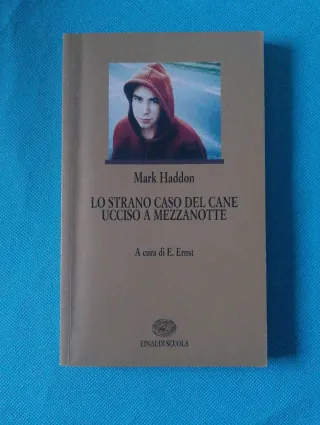 Mark Haddon
LO STRANO CASO DEL CANE
UCCISO A MEZZANOTTE
A cura di E. Ernst
EINAUDI SCUOLA